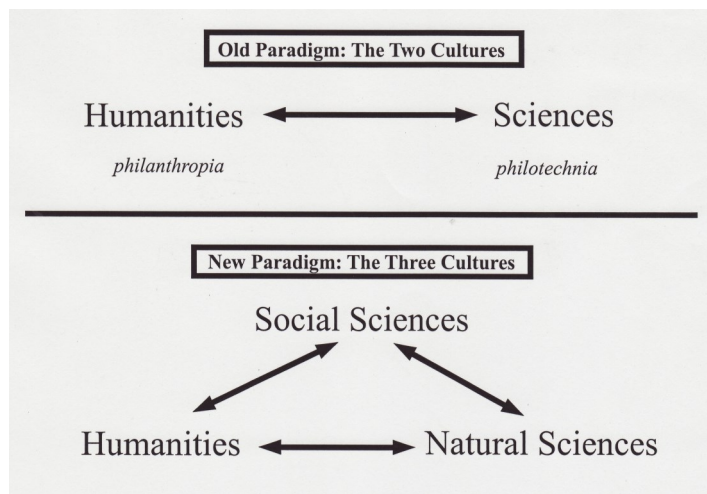 Old Paradigm: The Two Cultures
Humanities Sciences
philanthropia philotechnia
New Paradigm: The Three Cultures
Social Sciences
Humanities Natural Sciences